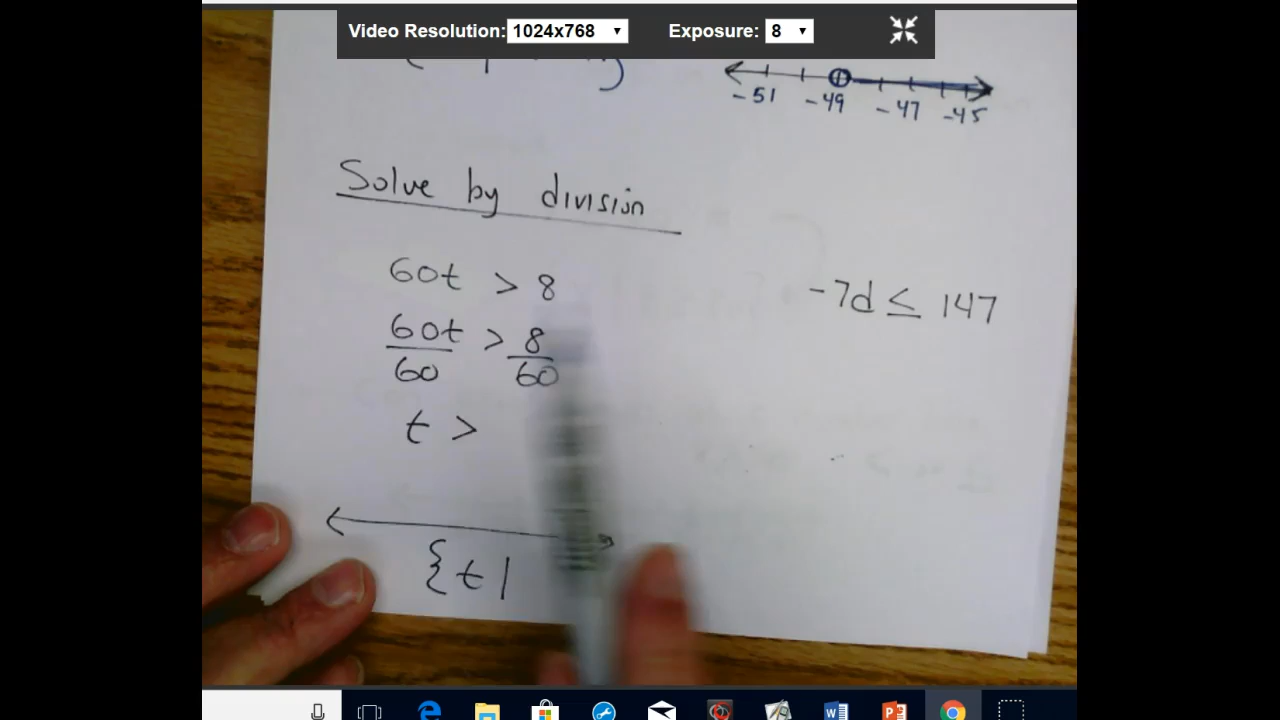 Video Resolution: 1024x768 Exposure: 8
-51 -49 -47 -45
Solve by division
60t > 8
60t/60 > 8/60
t >
{t|
-7d ≤ 147